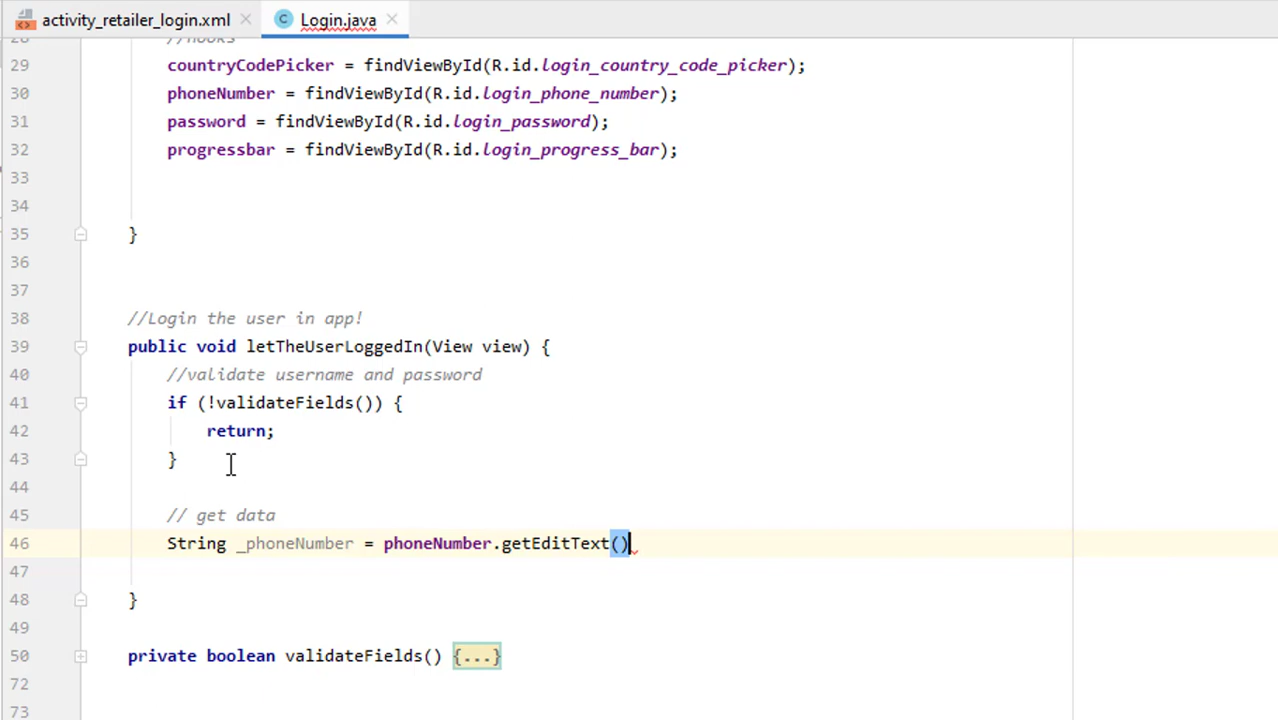 activity_retailer_login.xml
Login.java
28 //hooks
29 countryCodePicker = findViewById(R.id.login_country_code_picker);
30 phoneNumber = findViewById(R.id.login_phone_number);
31 password = findViewById(R.id.login_password);
32 progressbar = findViewById(R.id.login_progress_bar);
33
34
35 }
36
37
38 //Login the user in app!
39 public void letTheUserLoggedIn(View view) {
40 //validate username and password
41 if (!validateFields()) {
42 return;
43 }
44
45 // get data
46 String _phoneNumber = phoneNumber.getEditText()
47
48 }
49
50 private boolean validateFields() {...}
72
73